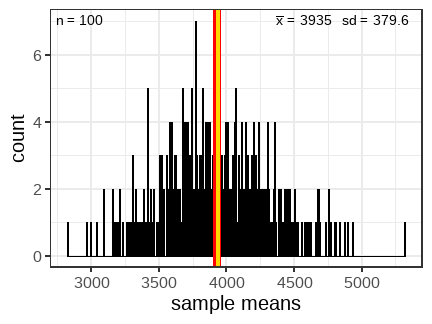 n = 100
x̅ = 3935 sd = 379.6
6
4
2
0
count
3000 3500 4000 4500 5000
sample means